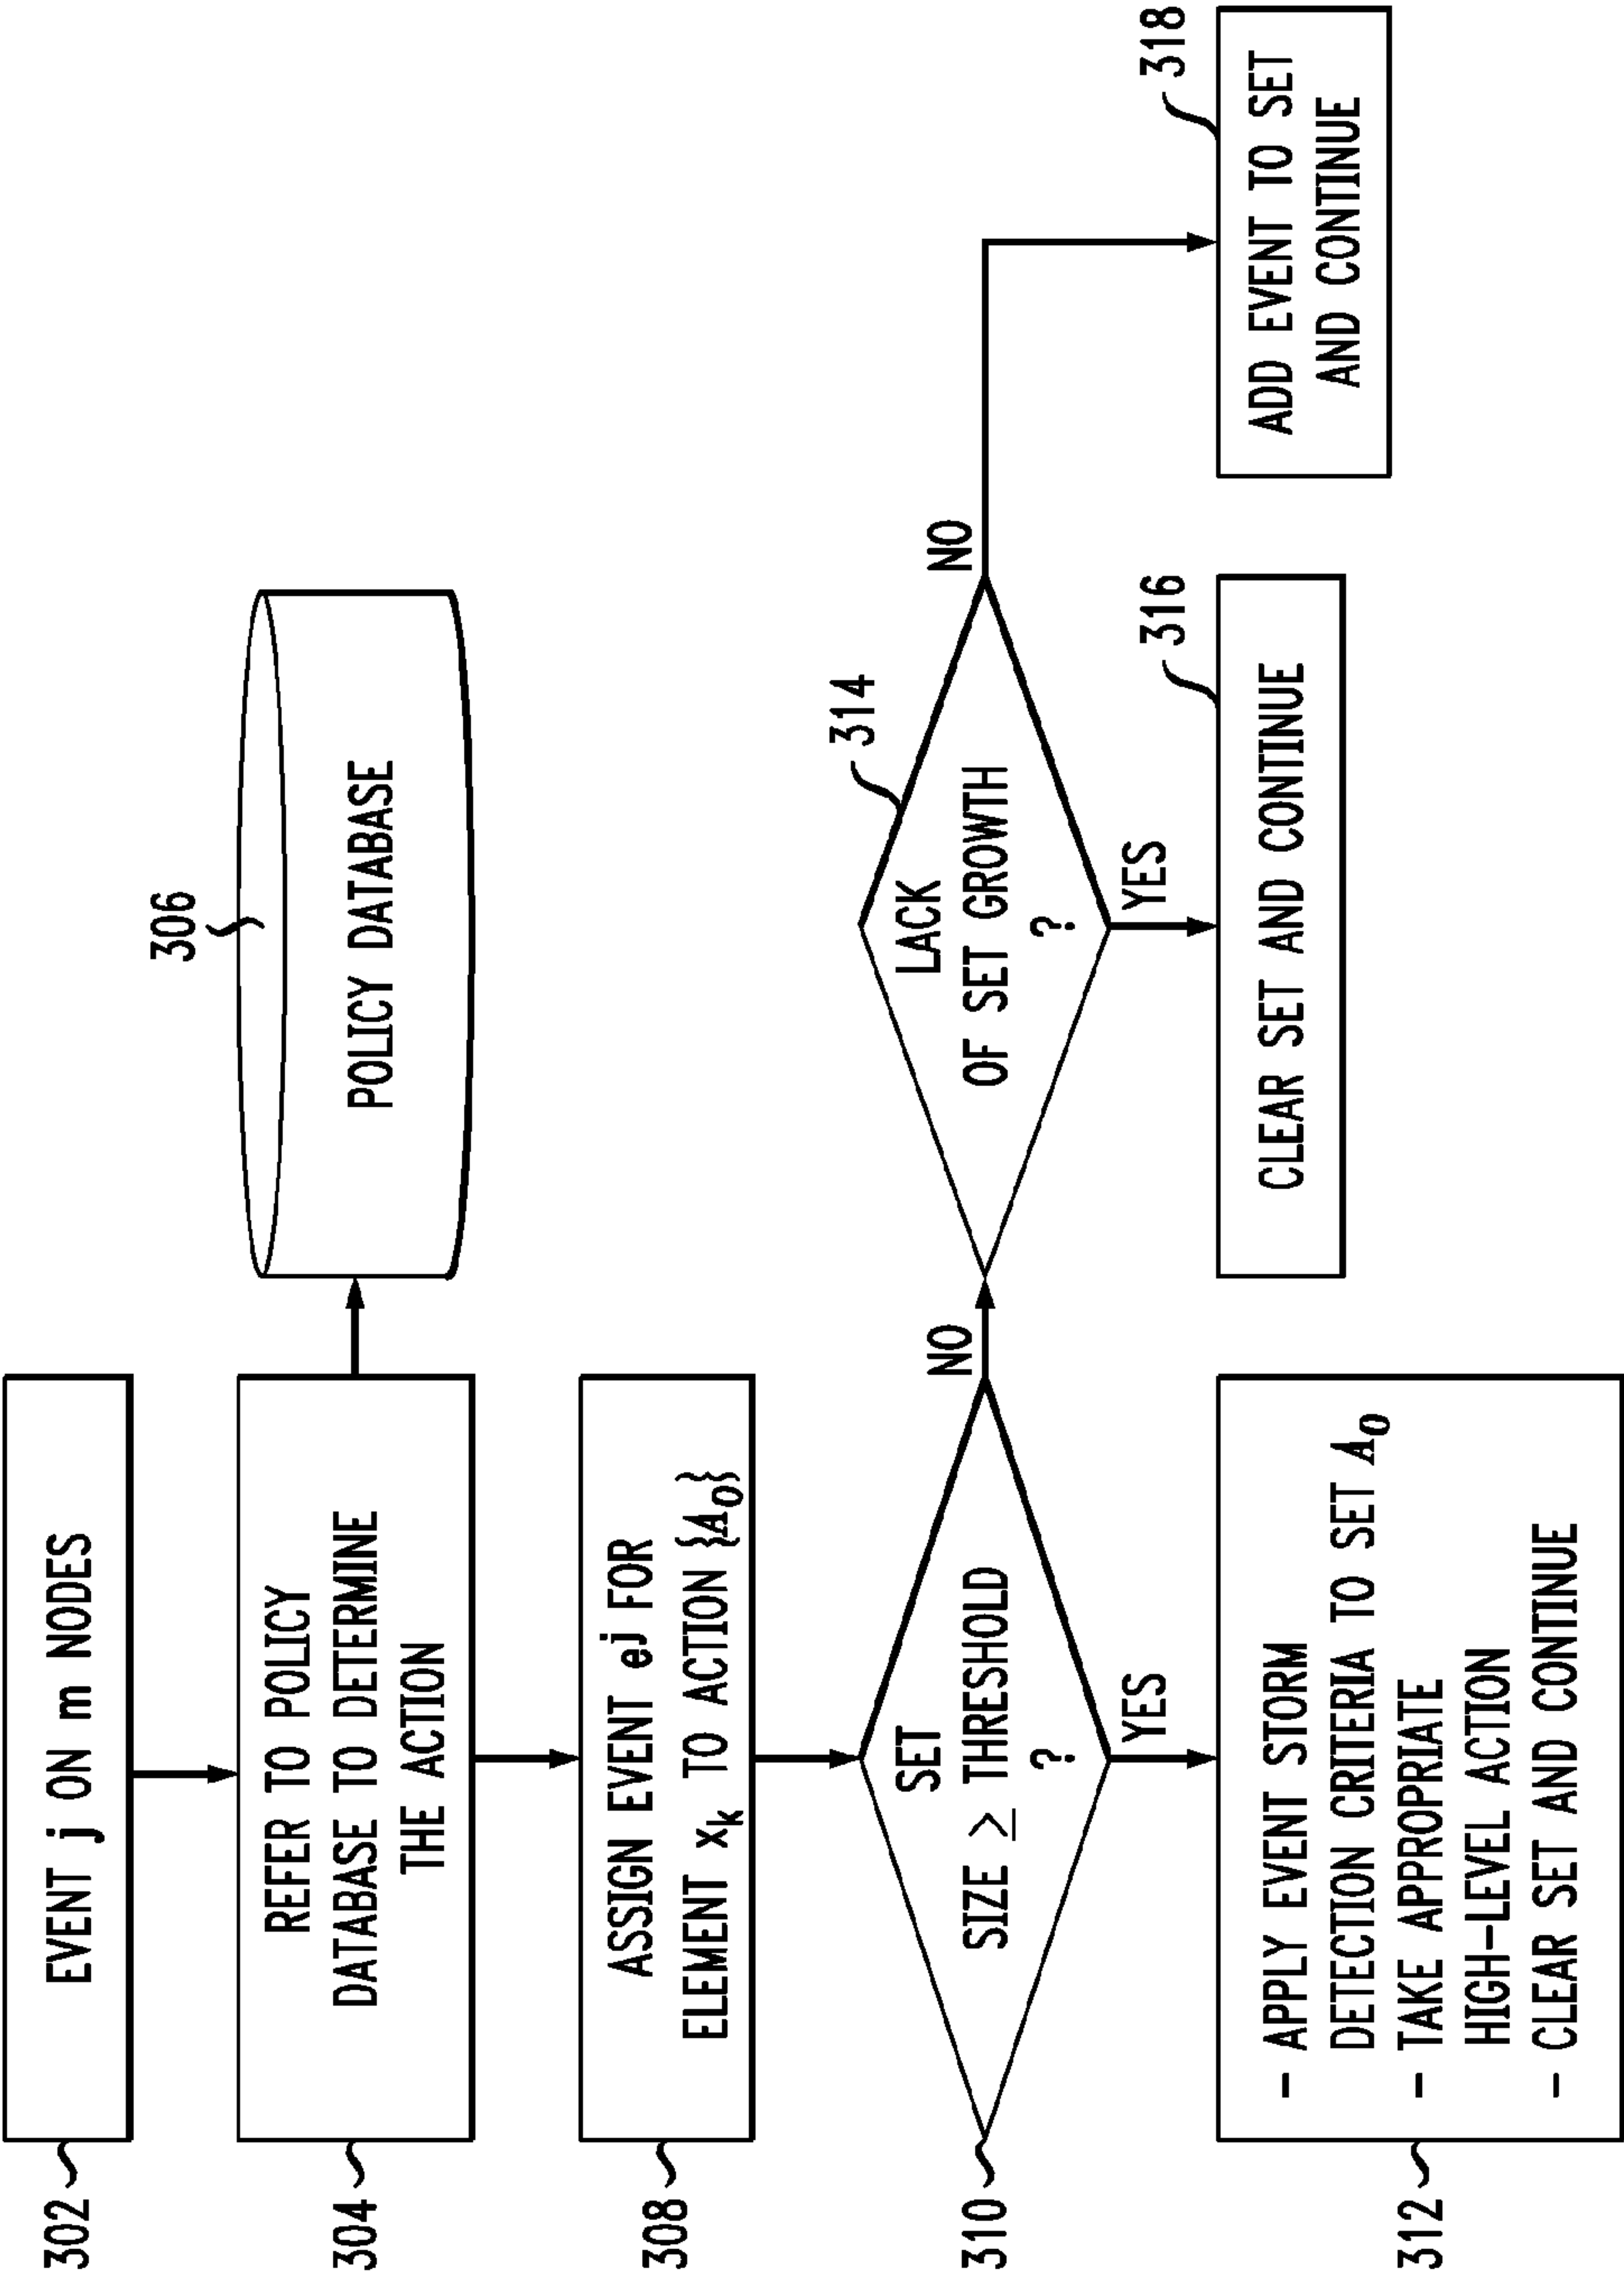 302
EVENT j ON m NODES
304
REFER TO POLICY
DATABASE TO DETERMINE
THE ACTION
306
POLICY DATABASE
308
ASSIGN EVENT ej FOR
ELEMENT xk TO ACTION {A0}
310
SET
SIZE ≥ THRESHOLD
?
NO
YES
314
LACK
OF SET GROWTH
?
NO
YES
312
- APPLY EVENT STORM
DETECTION CRITERIA TO SET A0
- TAKE APPROPRIATE
HIGH-LEVEL ACTION
- CLEAR SET AND CONTINUE
316
CLEAR SET AND CONTINUE
318
ADD EVENT TO SET
AND CONTINUE